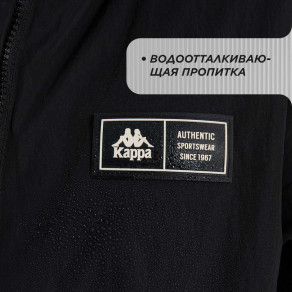 • ВОДООТТАЛКИВАЮ-
ЩАЯ ПРОПИТКА
Kappa
AUTHENTIC
SPORTSWEAR
SINCE 1967